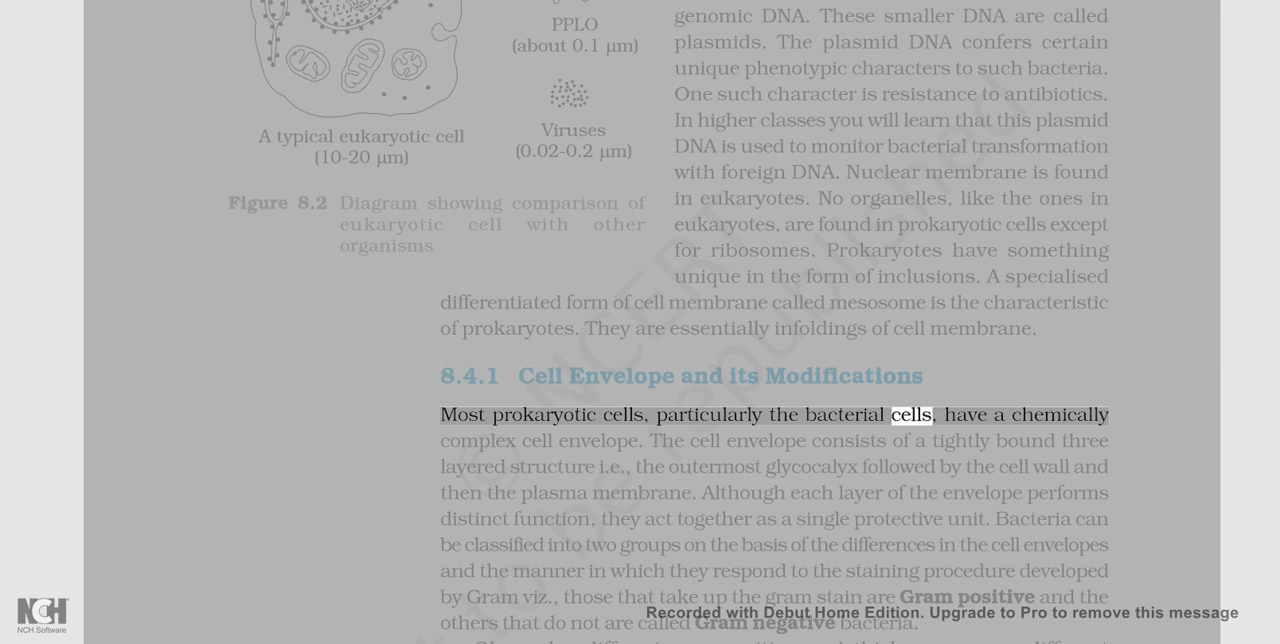 PPLO
(about 0.1 μm)
Viruses
(0.02-0.2 μm)
A typical eukaryotic cell
(10-20 μm)
Figure 8.2 Diagram showing comparison of
eukaryotic cell with other
organisms
genomic DNA. These smaller DNA are called
plasmids. The plasmid DNA confers certain
unique phenotypic characters to such bacteria.
One such character is resistance to antibiotics.
In higher classes you will learn that this plasmid
DNA is used to monitor bacterial transformation
with foreign DNA. Nuclear membrane is found
in eukaryotes. No organelles, like the ones in
eukaryotes, are found in prokaryotic cells except
for ribosomes. Prokaryotes have something
unique in the form of inclusions. A specialised
differentiated form of cell membrane called mesosome is the characteristic
of prokaryotes. They are essentially infoldings of cell membrane.
8.4.1 Cell Envelope and its Modifications
Most prokaryotic cells, particularly the bacterial cells, have a chemically
complex cell envelope. The cell envelope consists of a tightly bound three
layered structure i.e., the outermost glycocalyx followed by the cell wall and
then the plasma membrane. Although each layer of the envelope performs
distinct function, they act together as a single protective unit. Bacteria can
be classified into two groups on the basis of the differences in the cell envelopes
and the manner in which they respond to the staining procedure developed
by Gram viz., those that take up the gram stain are Gram positive and the
others that do not are called Gram negative bacteria.
© NCERT
to be republished
NCH
NCH Software
Recorded with Debut Home Edition. Upgrade to Pro to remove this message